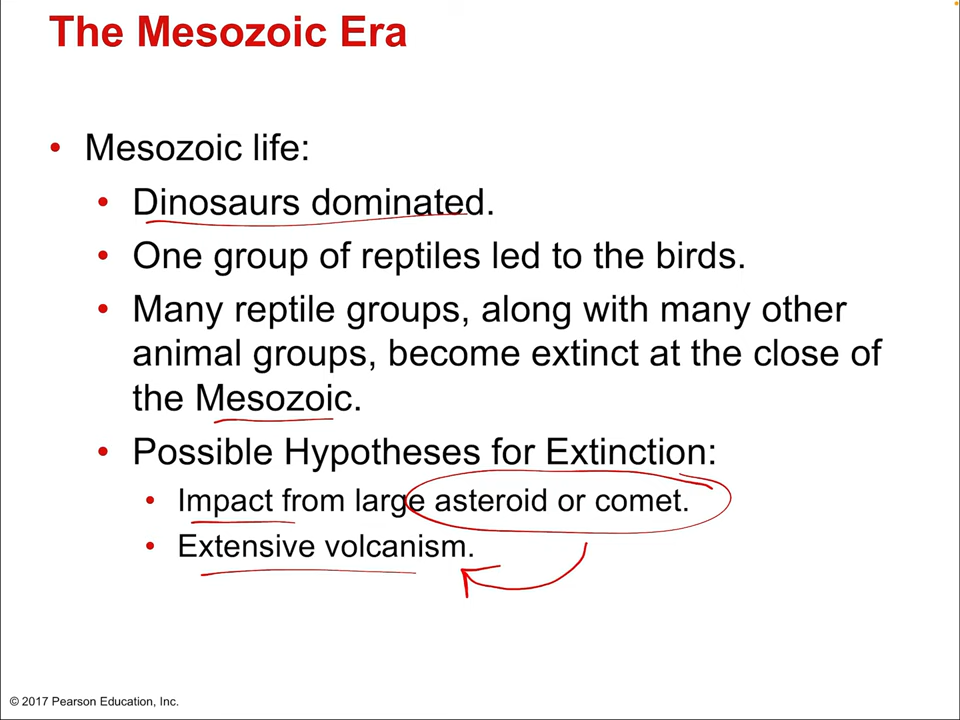 The Mesozoic Era
• Mesozoic life:
• Dinosaurs dominated.
• One group of reptiles led to the birds.
• Many reptile groups, along with many other
animal groups, become extinct at the close of
the Mesozoic.
• Possible Hypotheses for Extinction:
• Impact from large asteroid or comet.
• Extensive volcanism.
© 2017 Pearson Education, Inc.